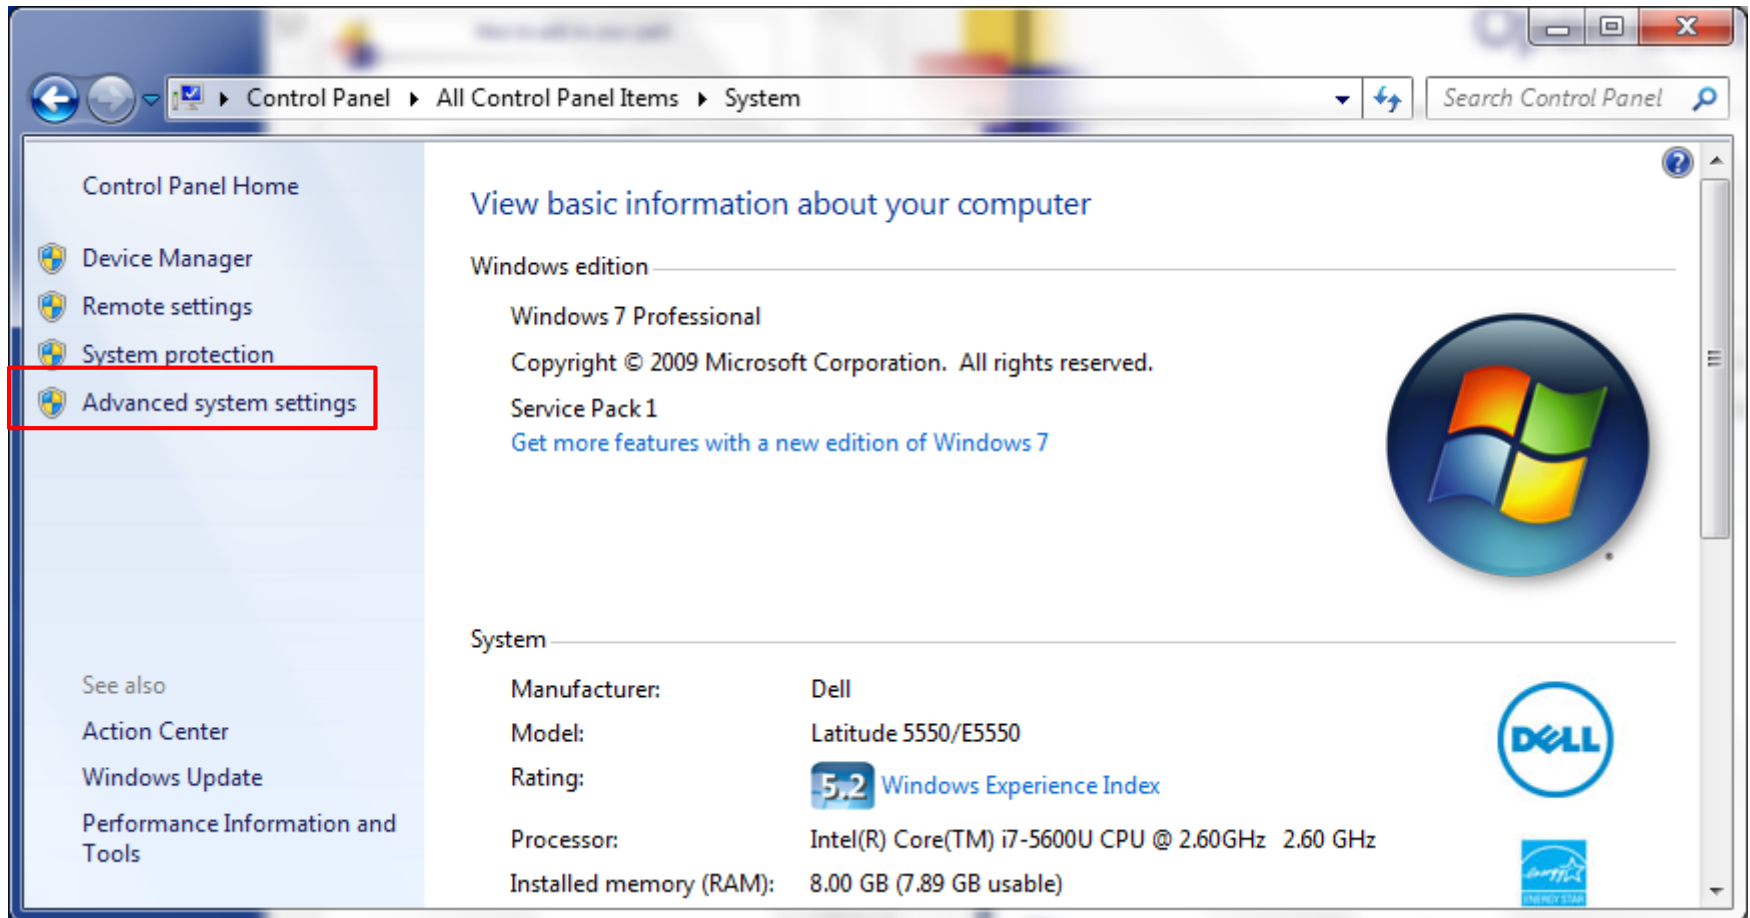 Control Panel All Control Panel Items System
Search Control Panel
Control Panel Home
Device Manager
Remote settings
System protection
Advanced system settings
See also
Action Center
Windows Update
Performance Information and
Tools
View basic information about your computer
Windows edition
Windows 7 Professional
Copyright © 2009 Microsoft Corporation. All rights reserved.
Service Pack 1
Get more features with a new edition of Windows 7
System
Manufacturer: Dell
Model: Latitude 5550/E5550
Rating: 5.2 Windows Experience Index
Processor: Intel(R) Core(TM) i7-5600U CPU @ 2.60GHz 2.60 GHz
Installed memory (RAM): 8.00 GB (7.89 GB usable)
DELL
energy
ENERGY STAR